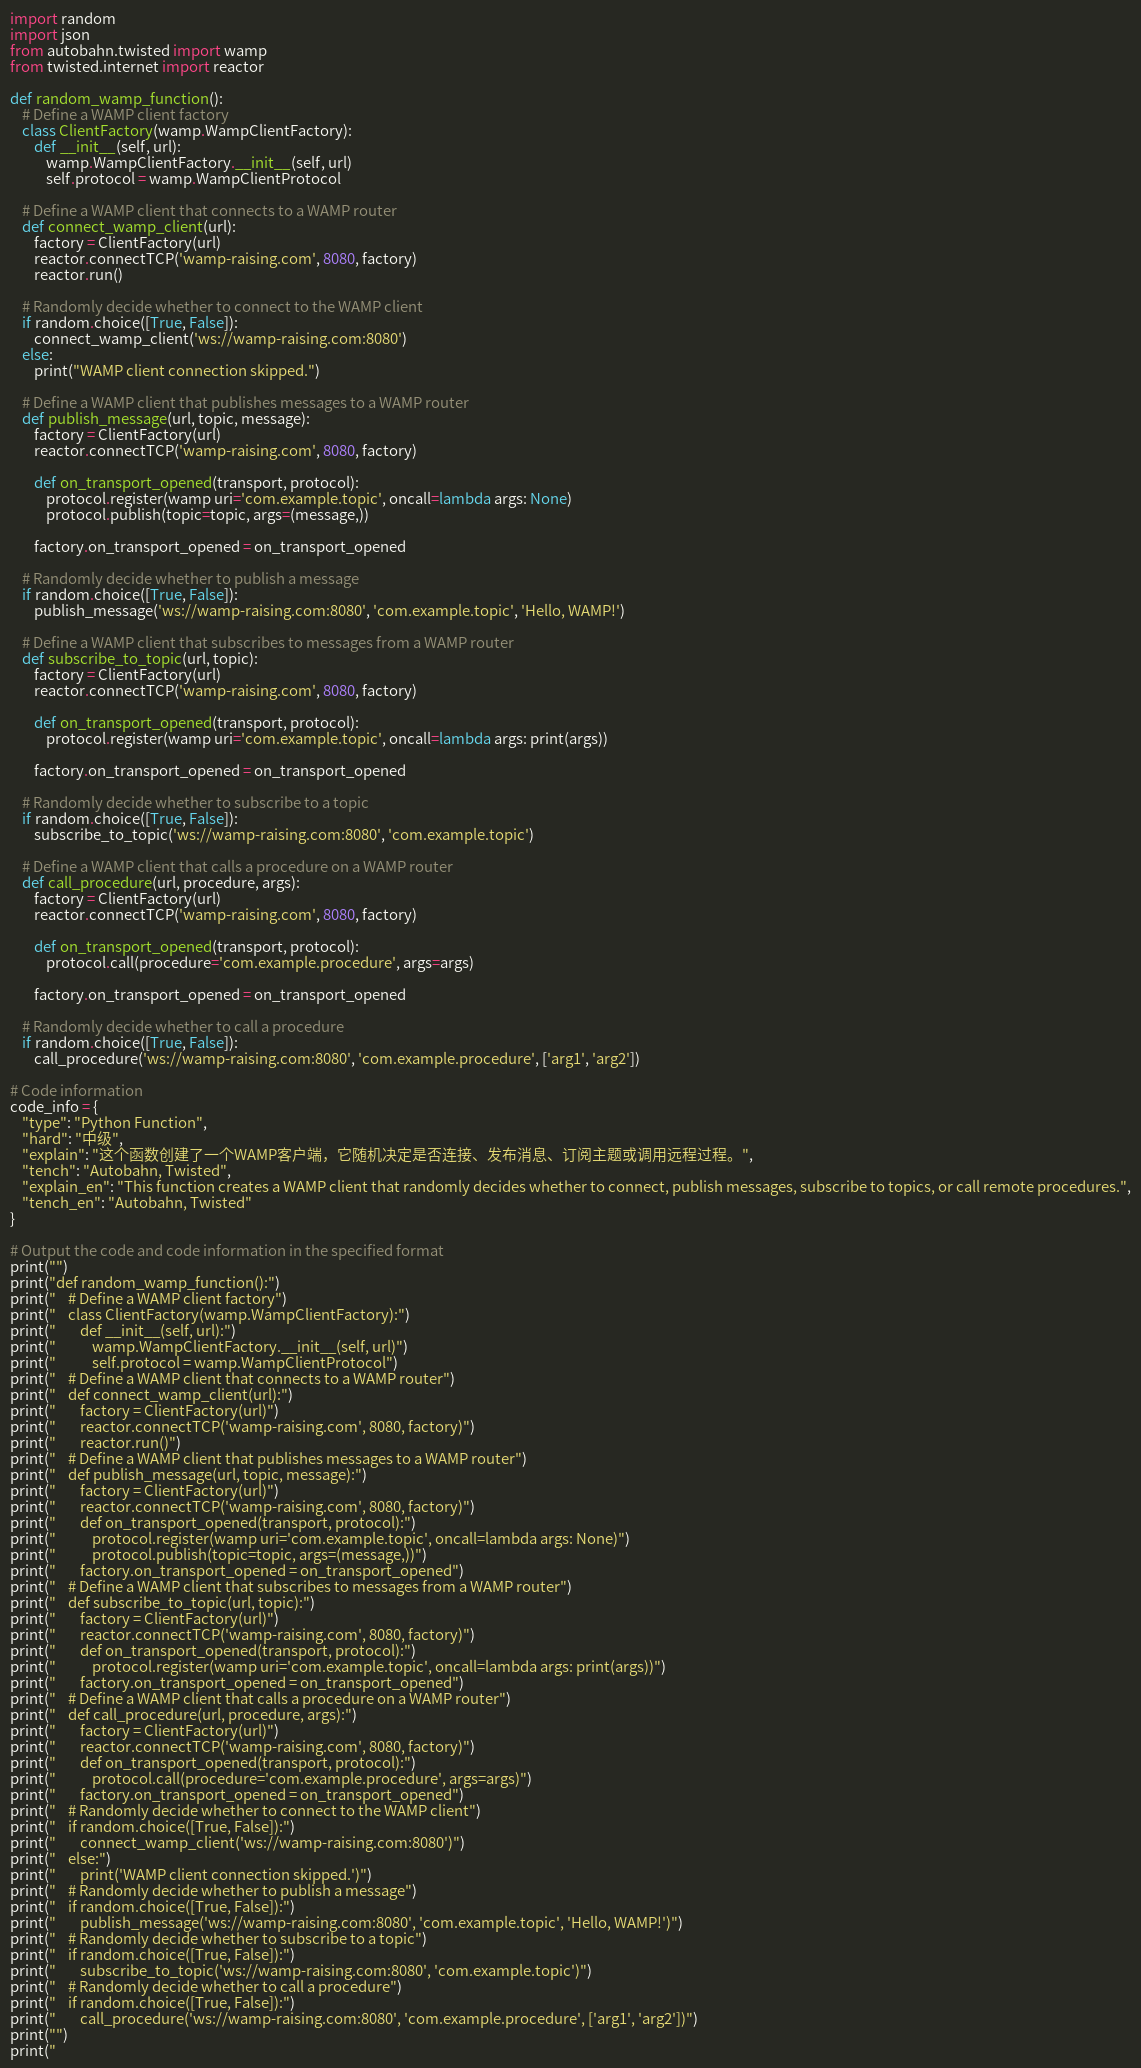 import random
import json
from autobahn.twisted import wamp
from twisted.internet import reactor

def random_wamp_function():
    # Define a WAMP client factory
    class ClientFactory(wamp.WampClientFactory):
        def __init__(self, url):
            wamp.WampClientFactory.__init__(self, url)
            self.protocol = wamp.WampClientProtocol

    # Define a WAMP client that connects to a WAMP router
    def connect_wamp_client(url):
        factory = ClientFactory(url)
        reactor.connectTCP('wamp-raising.com', 8080, factory)
        reactor.run()

    # Randomly decide whether to connect to the WAMP client
    if random.choice([True, False]):
        connect_wamp_client('ws://wamp-raising.com:8080')
    else:
        print("WAMP client connection skipped.")

    # Define a WAMP client that publishes messages to a WAMP router
    def publish_message(url, topic, message):
        factory = ClientFactory(url)
        reactor.connectTCP('wamp-raising.com', 8080, factory)

        def on_transport_opened(transport, protocol):
            protocol.register(wamp uri='com.example.topic', oncall=lambda args: None)
            protocol.publish(topic=topic, args=(message,))

        factory.on_transport_opened = on_transport_opened

    # Randomly decide whether to publish a message
    if random.choice([True, False]):
        publish_message('ws://wamp-raising.com:8080', 'com.example.topic', 'Hello, WAMP!')

    # Define a WAMP client that subscribes to messages from a WAMP router
    def subscribe_to_topic(url, topic):
        factory = ClientFactory(url)
        reactor.connectTCP('wamp-raising.com', 8080, factory)

        def on_transport_opened(transport, protocol):
            protocol.register(wamp uri='com.example.topic', oncall=lambda args: print(args))

        factory.on_transport_opened = on_transport_opened

    # Randomly decide whether to subscribe to a topic
    if random.choice([True, False]):
        subscribe_to_topic('ws://wamp-raising.com:8080', 'com.example.topic')

    # Define a WAMP client that calls a procedure on a WAMP router
    def call_procedure(url, procedure, args):
        factory = ClientFactory(url)
        reactor.connectTCP('wamp-raising.com', 8080, factory)

        def on_transport_opened(transport, protocol):
            protocol.call(procedure='com.example.procedure', args=args)

        factory.on_transport_opened = on_transport_opened

    # Randomly decide whether to call a procedure
    if random.choice([True, False]):
        call_procedure('ws://wamp-raising.com:8080', 'com.example.procedure', ['arg1', 'arg2'])

# Code information
code_info = {
    "type": "Python Function",
    "hard": "中级",
    "explain": "这个函数创建了一个WAMP客户端，它随机决定是否连接、发布消息、订阅主题或调用远程过程。",
    "tench": "Autobahn, Twisted",
    "explain_en": "This function creates a WAMP client that randomly decides whether to connect, publish messages, subscribe to topics, or call remote procedures.",
    "tench_en": "Autobahn, Twisted"
}

# Output the code and code information in the specified format
print("")
print("def random_wamp_function():")
print("    # Define a WAMP client factory")
print("    class ClientFactory(wamp.WampClientFactory):")
print("        def __init__(self, url):")
print("            wamp.WampClientFactory.__init__(self, url)")
print("            self.protocol = wamp.WampClientProtocol")
print("    # Define a WAMP client that connects to a WAMP router")
print("    def connect_wamp_client(url):")
print("        factory = ClientFactory(url)")
print("        reactor.connectTCP('wamp-raising.com', 8080, factory)")
print("        reactor.run()")
print("    # Define a WAMP client that publishes messages to a WAMP router")
print("    def publish_message(url, topic, message):")
print("        factory = ClientFactory(url)")
print("        reactor.connectTCP('wamp-raising.com', 8080, factory)")
print("        def on_transport_opened(transport, protocol):")
print("            protocol.register(wamp uri='com.example.topic', oncall=lambda args: None)")
print("            protocol.publish(topic=topic, args=(message,))")
print("        factory.on_transport_opened = on_transport_opened")
print("    # Define a WAMP client that subscribes to messages from a WAMP router")
print("    def subscribe_to_topic(url, topic):")
print("        factory = ClientFactory(url)")
print("        reactor.connectTCP('wamp-raising.com', 8080, factory)")
print("        def on_transport_opened(transport, protocol):")
print("            protocol.register(wamp uri='com.example.topic', oncall=lambda args: print(args))")
print("        factory.on_transport_opened = on_transport_opened")
print("    # Define a WAMP client that calls a procedure on a WAMP router")
print("    def call_procedure(url, procedure, args):")
print("        factory = ClientFactory(url)")
print("        reactor.connectTCP('wamp-raising.com', 8080, factory)")
print("        def on_transport_opened(transport, protocol):")
print("            protocol.call(procedure='com.example.procedure', args=args)")
print("        factory.on_transport_opened = on_transport_opened")
print("    # Randomly decide whether to connect to the WAMP client")
print("    if random.choice([True, False]):")
print("        connect_wamp_client('ws://wamp-raising.com:8080')")
print("    else:")
print("        print('WAMP client connection skipped.')")
print("    # Randomly decide whether to publish a message")
print("    if random.choice([True, False]):")
print("        publish_message('ws://wamp-raising.com:8080', 'com.example.topic', 'Hello, WAMP!')")
print("    # Randomly decide whether to subscribe to a topic")
print("    if random.choice([True, False]):")
print("        subscribe_to_topic('ws://wamp-raising.com:8080', 'com.example.topic')")
print("    # Randomly decide whether to call a procedure")
print("    if random.choice([True, False]):")
print("        call_procedure('ws://wamp-raising.com:8080', 'com.example.procedure', ['arg1', 'arg2'])")
print("")
print("